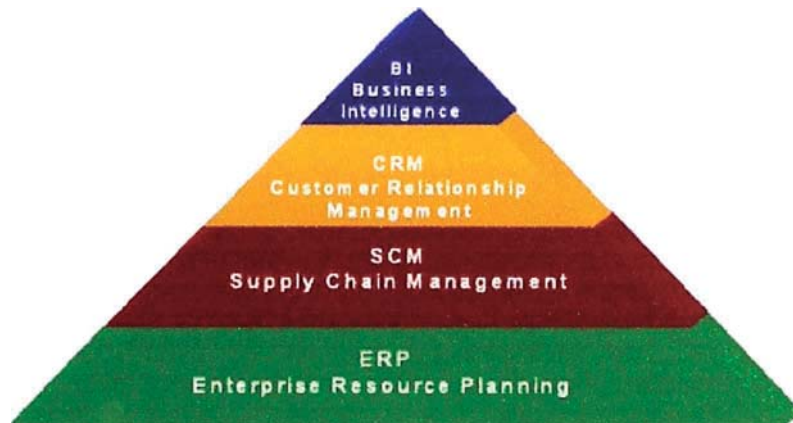 BI
Business
Intelligence
CRM
Customer Relationship
Management
SCM
Supply Chain Management
ERP
Enterprise Resource Planning